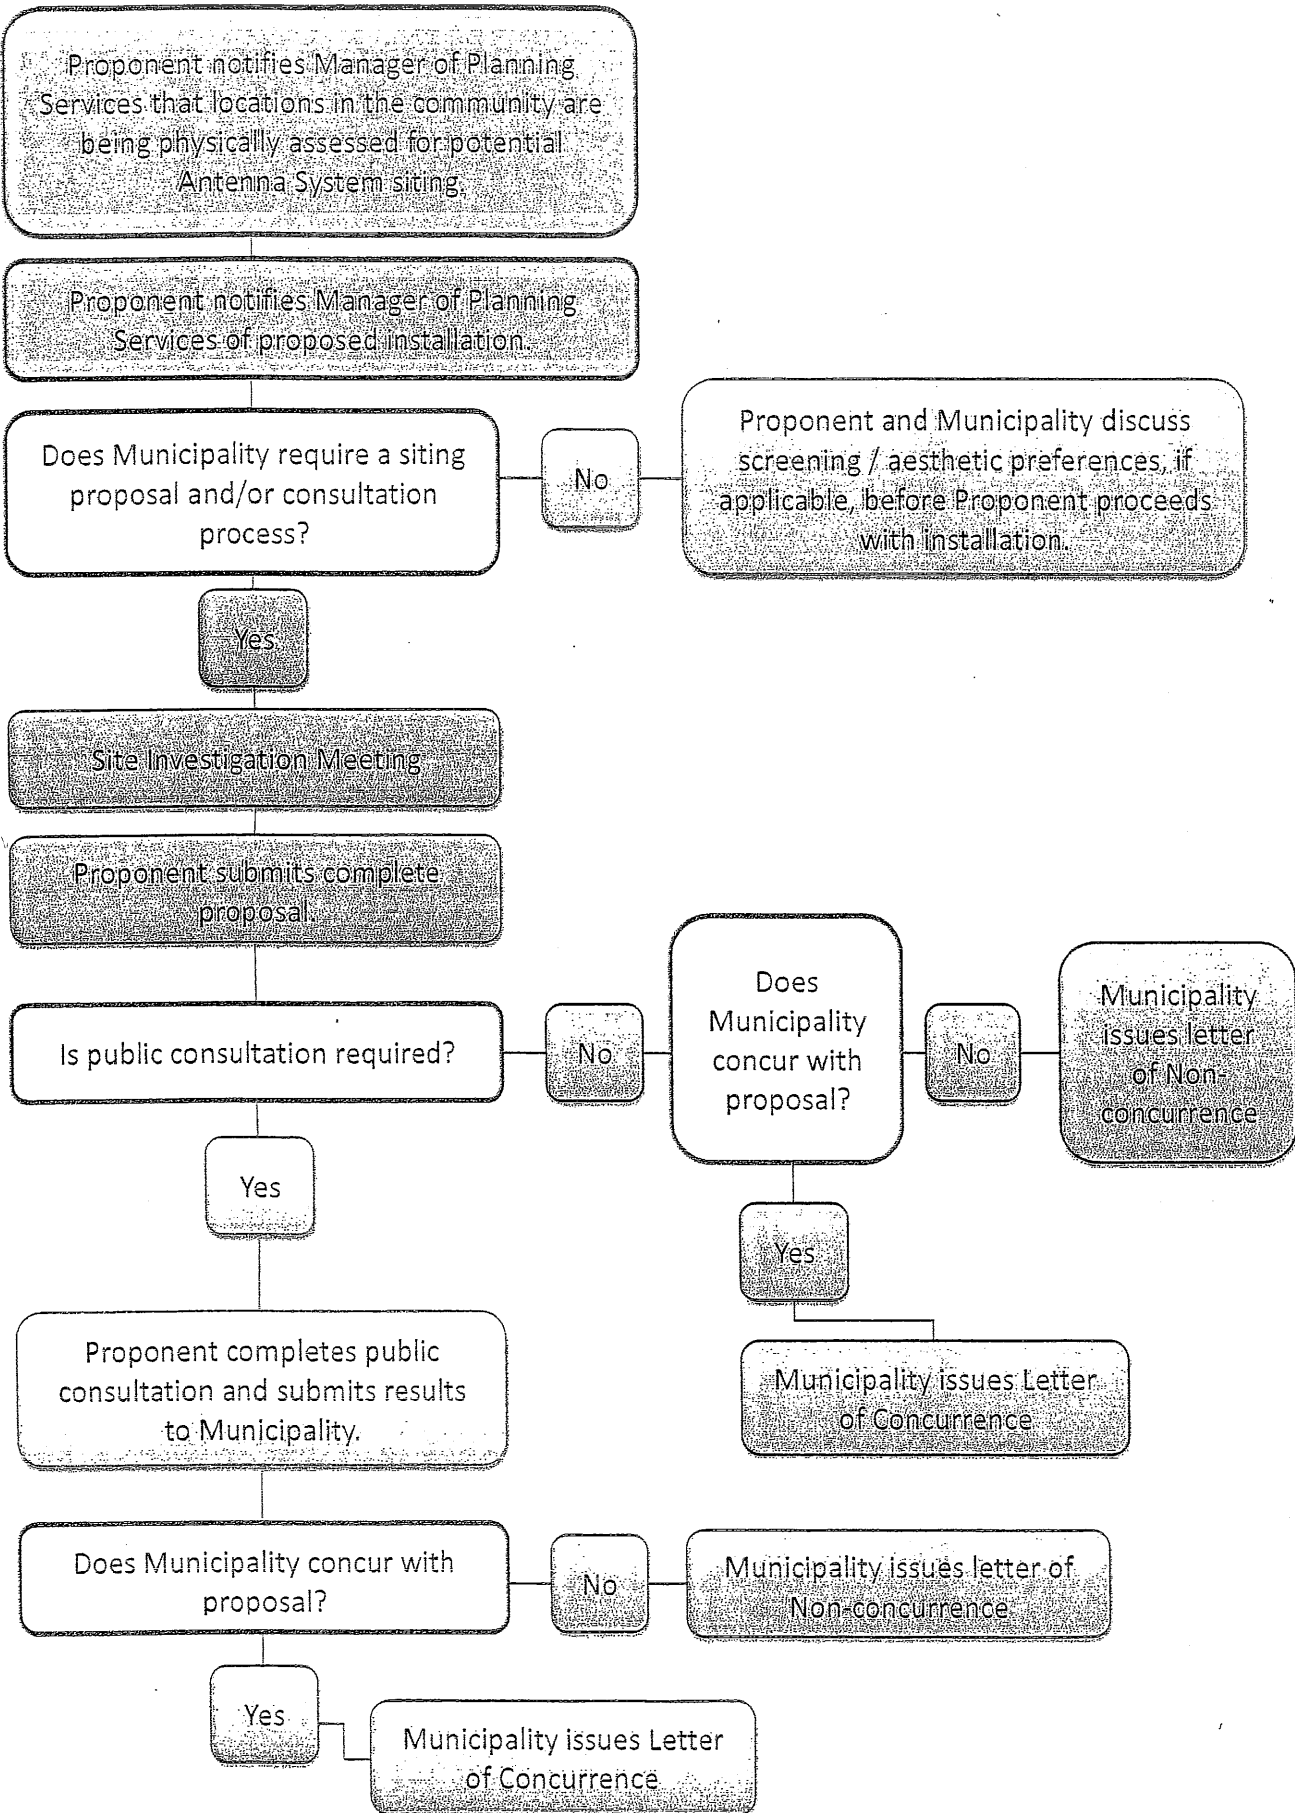 Proponent notifies Manager of Planning
Services that locations in the community are
being physically assessed for potential
Antenna System siting.
Proponent notifies Manager of Planning
Services of proposed installation.
Does Municipality require a siting
proposal and/or consultation
process?
No
Proponent and Municipality discuss
screening / aesthetic preferences, if
applicable, before Proponent proceeds
with installation.
Yes
Site Investigation Meeting
Proponent submits complete
proposal.
Is public consultation required?
No
Does
Municipality
concur with
proposal?
No
Municipality
issues letter
of Non-
concurrence
Yes
Yes
Municipality issues Letter
of Concurrence
Proponent completes public
consultation and submits results
to Municipality.
Does Municipality concur with
proposal?
No
Municipality issues letter of
Non-concurrence
Yes
Municipality issues Letter
of Concurrence